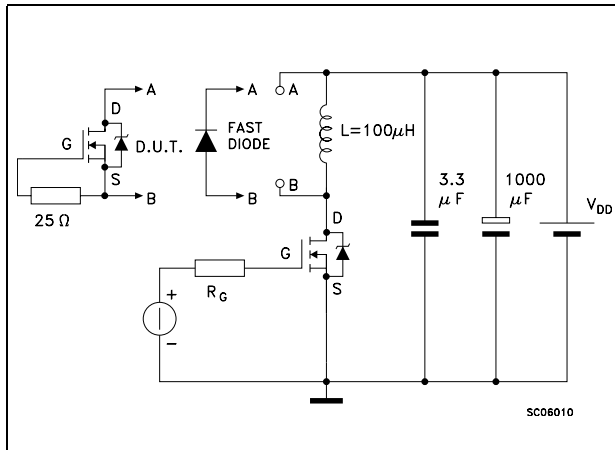 A
A
A
D
G
D.U.T.
FAST
DIODE
L=100μH
S
B
B
B
25 Ω
3.3
μF
1000
μF
VDD
D
G
S
RG
+
−
SC06010